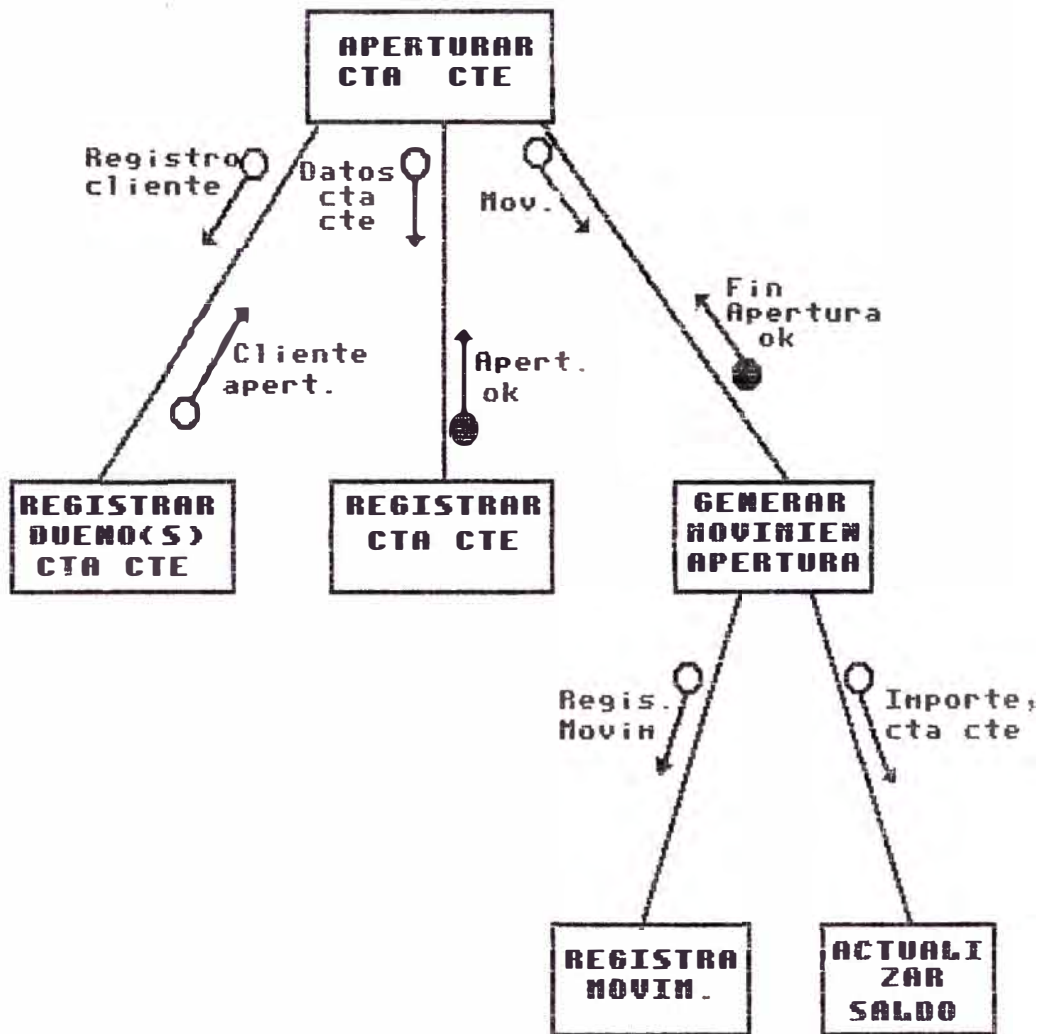 APERTURAR
CTA CTE
Registro
cliente
Datos
cta
cte
Mov.
Fin
Apertura
ok
Cliente
apert.
Apert.
ok
REGISTRAR
DUENO(S)
CTA CTE
REGISTRAR
CTA CTE
GENERAR
MOVIMIEN
APERTURA
Regis.
Movim
Importe,
cta cte
REGISTRA
MOVIM.
ACTUALI
ZAR
SALDO